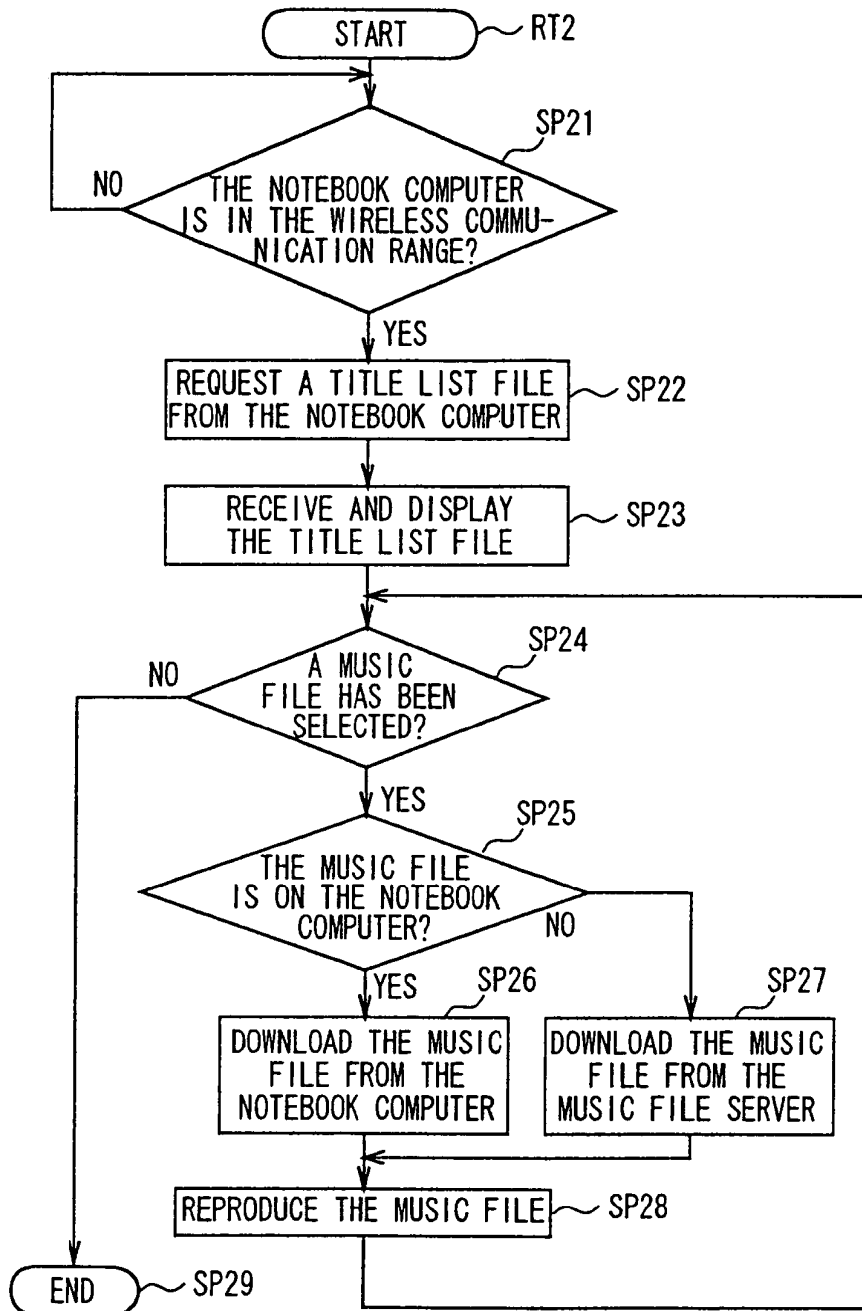 START
RT2
SP21
NO
THE NOTEBOOK COMPUTER
IS IN THE WIRELESS COMMU-
NICATION RANGE?
YES
REQUEST A TITLE LIST FILE
FROM THE NOTEBOOK COMPUTER
SP22
RECEIVE AND DISPLAY
THE TITLE LIST FILE
SP23
SP24
NO
A MUSIC
FILE HAS BEEN
SELECTED?
YES
SP25
THE MUSIC FILE
IS ON THE NOTEBOOK
COMPUTER?
NO
YES
SP26
SP27
DOWNLOAD THE MUSIC
FILE FROM THE
NOTEBOOK COMPUTER
DOWNLOAD THE MUSIC
FILE FROM THE
MUSIC FILE SERVER
REPRODUCE THE MUSIC FILE
SP28
END
SP29